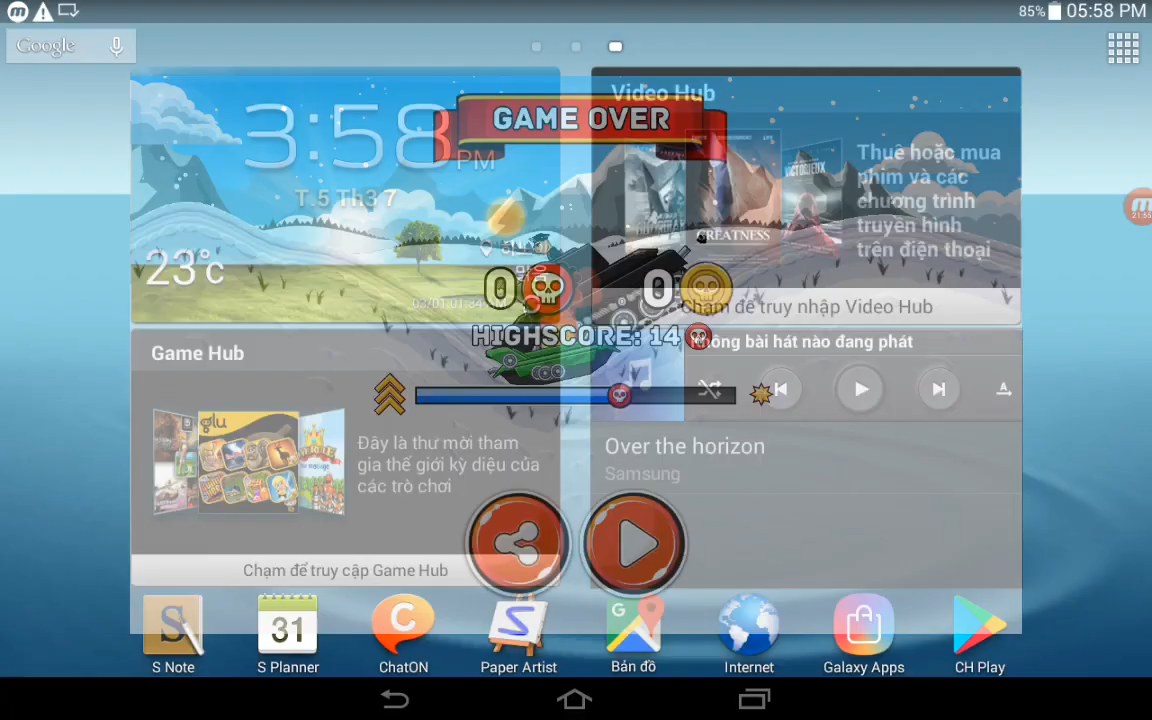 85% 05:58 PM
Google
3:58 PM
T.5 Th3 7
23°c
GAME OVER
0 0
HIGHSCORE: 14
Video Hub
GREATNESS
Thuê hoặc mua
phim và các
chương trình
truyền hình
trên điện thoại
Chạm để truy nhập Video Hub
21:55
Game Hub
glu
Đây là thư mời tham
gia thế giới kỳ diệu của
các trò chơi
Chạm để truy cập Game Hub
Không bài hát nào đang phát
Over the horizon
Samsung
31
S Note
S Planner
ChatON
Paper Artist
Bản đồ
Internet
Galaxy Apps
CH Play